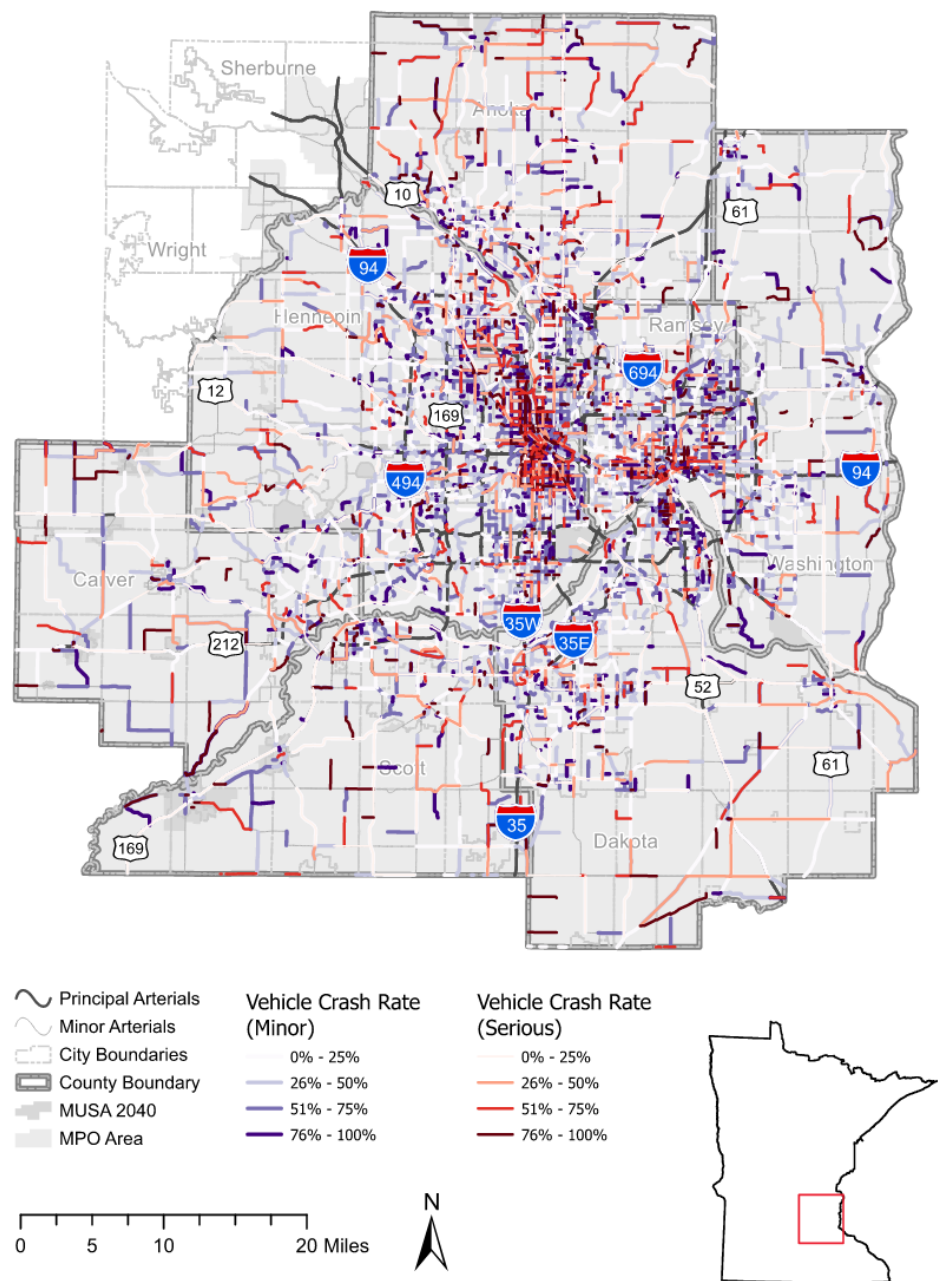 Sherburne
Anoka
10
61
Wright
94
Hennepin
Ramsey
694
12
169
494
94
Carver
Washington
35W
212
35E
52
Scott
61
35
Dakota
169
Principal Arterials
Minor Arterials
City Boundaries
County Boundary
MUSA 2040
MPO Area
Vehicle Crash Rate
(Minor)
0% - 25%
26% - 50%
51% - 75%
76% - 100%
Vehicle Crash Rate
(Serious)
0% - 25%
26% - 50%
51% - 75%
76% - 100%
N
0 5 10 20 Miles